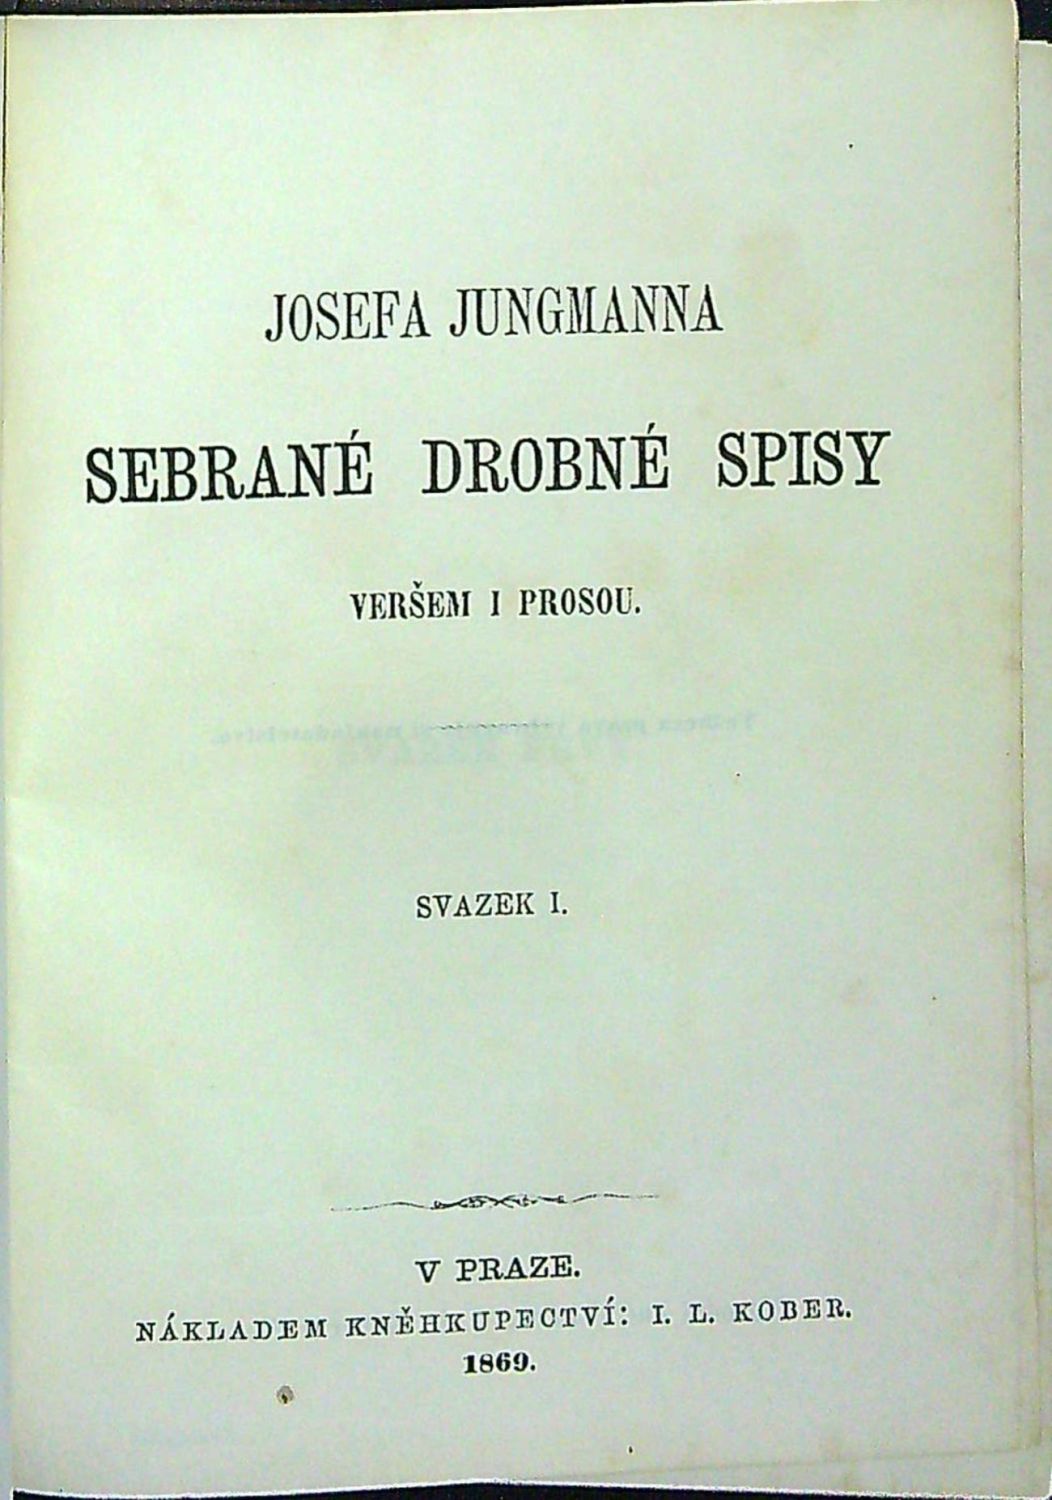 JOSEFA JUNGMANNA
SEBRANÉ DROBNÉ SPISY
VERŠEM I PROSOU.
SVAZEK I.
V PRAZE.
NÁKLADEM KNĚHKUPECTVÍ: I. L. KOBER.
1869.